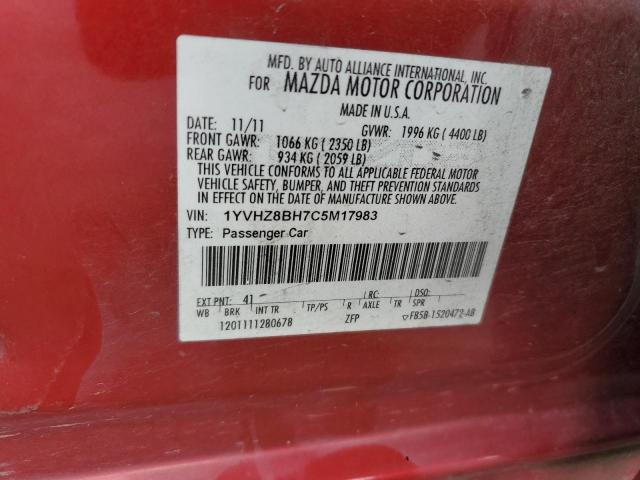 MFD. BY AUTO ALLIANCE INTERNATIONAL, INC.
FOR MAZDA MOTOR CORPORATION
MADE IN U.S.A.
DATE: 11/11 GVWR: 1996 KG ( 4400 LB)
FRONT GAWR: 1066 KG ( 2350 LB)
REAR GAWR: 934 KG ( 2059 LB)
THIS VEHICLE CONFORMS TO ALL APPLICABLE FEDERAL MOTOR
VEHICLE SAFETY, BUMPER, AND THEFT PREVENTION STANDARDS
IN EFFECT ON THE DATE OF MANUFACTURE SHOWN ABOVE.
VIN: 1YVHZ8BH7C5M17983
TYPE: Passenger Car
EXT PNT: 41 RC: DSO:
WB BRK INT TR TP/PS R AXLE TR SPR
1201111280678 ZFP FB5B-1520472-AB